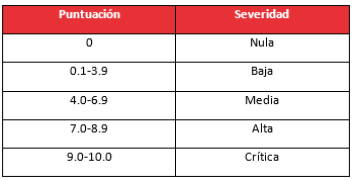 Puntuación Severidad
0 Nula
0.1-3.9 Baja
4.0-6.9 Media
7.0-8.9 Alta
9.0-10.0 Crítica